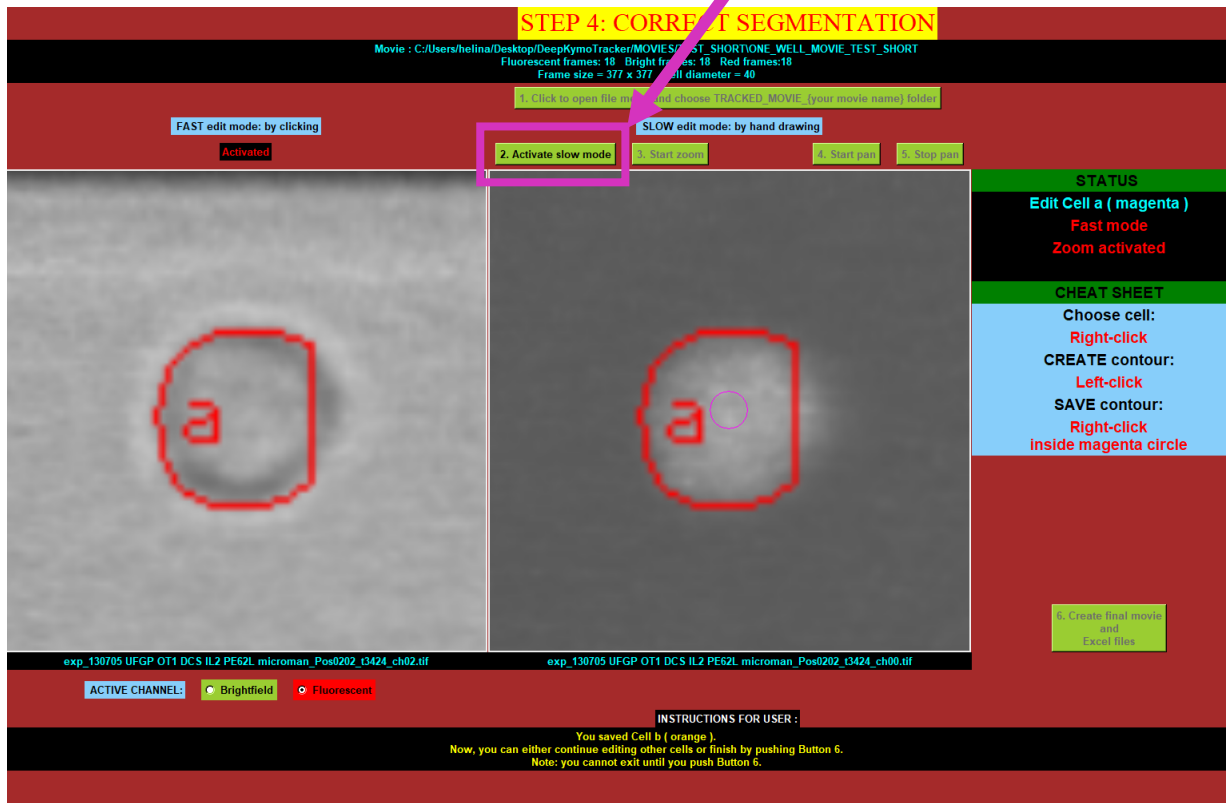 STEP 4: CORRECT SEGMENTATION
Movie : C:/Users/helina/Desktop/DeepKymoTracker/MOVIES/TEST_SHORT\ONE_WELL_MOVIE_TEST_SHORT
Fluorescent frames: 18 Bright frames: 18 Red frames:18
Frame size = 377 x 377 Cell diameter = 40
1. Click to open file and choose TRACKED_MOVIE_{your movie name} folder
FAST edit mode: by clicking
SLOW edit mode: by hand drawing
Activated
2. Activate slow mode
3. Start zoom
4. Start pan
5. Stop pan
STATUS
Edit Cell a ( magenta )
Fast mode
Zoom activated
CHEAT SHEET
Choose cell:
Right-click
CREATE contour:
Left-click
SAVE contour:
Right-click
inside magenta circle
a
a
6. Create final movie
and
Excel files
exp_130705 UFGP OT1 DCS IL2 PE62L microman_Pos0202_t3424_ch02.tif
exp_130705 UFGP OT1 DCS IL2 PE62L microman_Pos0202_t3424_ch00.tif
ACTIVE CHANNEL:
Brightfield
Fluorescent
INSTRUCTIONS FOR USER :
You saved Cell b ( orange ).
Now, you can either continue editing other cells or finish by pushing Button 6.
Note: you cannot exit until you push Button 6.